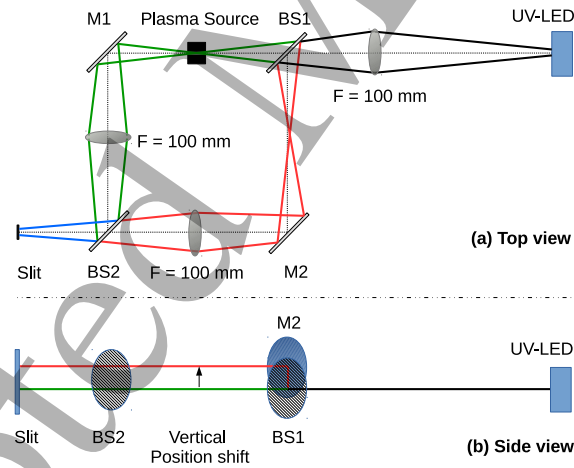 M1
Plasma Source
BS1
UV-LED
F = 100 mm
F = 100 mm
(a) Top view
Slit
BS2
F = 100 mm
M2
M2
UV-LED
Slit
BS2
Vertical
Position shift
BS1
(b) Side view